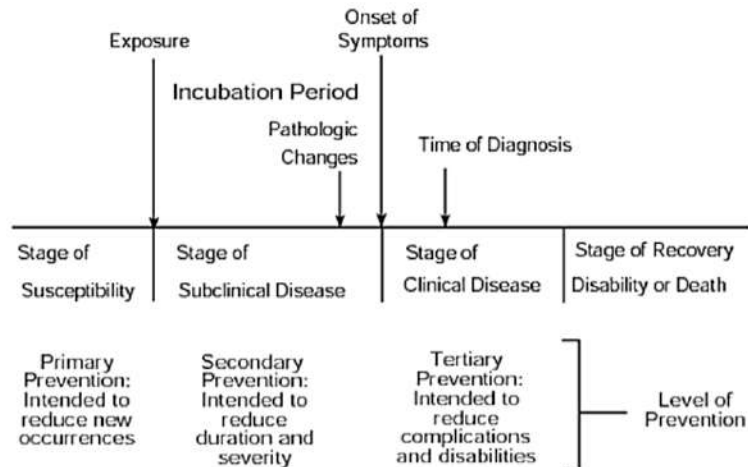 Onset of
Symptoms
Exposure
Incubation Period
Pathologic
Changes
Time of Diagnosis
Stage of
Susceptibility
Stage of
Subclinical Disease
Stage of
Clinical Disease
Stage of Recovery
Disability or Death
Primary
Prevention:
Intended to
reduce new
occurrences
Secondary
Prevention:
Intended to
reduce
duration and
severity
Tertiary
Prevention:
Intended to
reduce
complications
and disabilities
Level of
Prevention